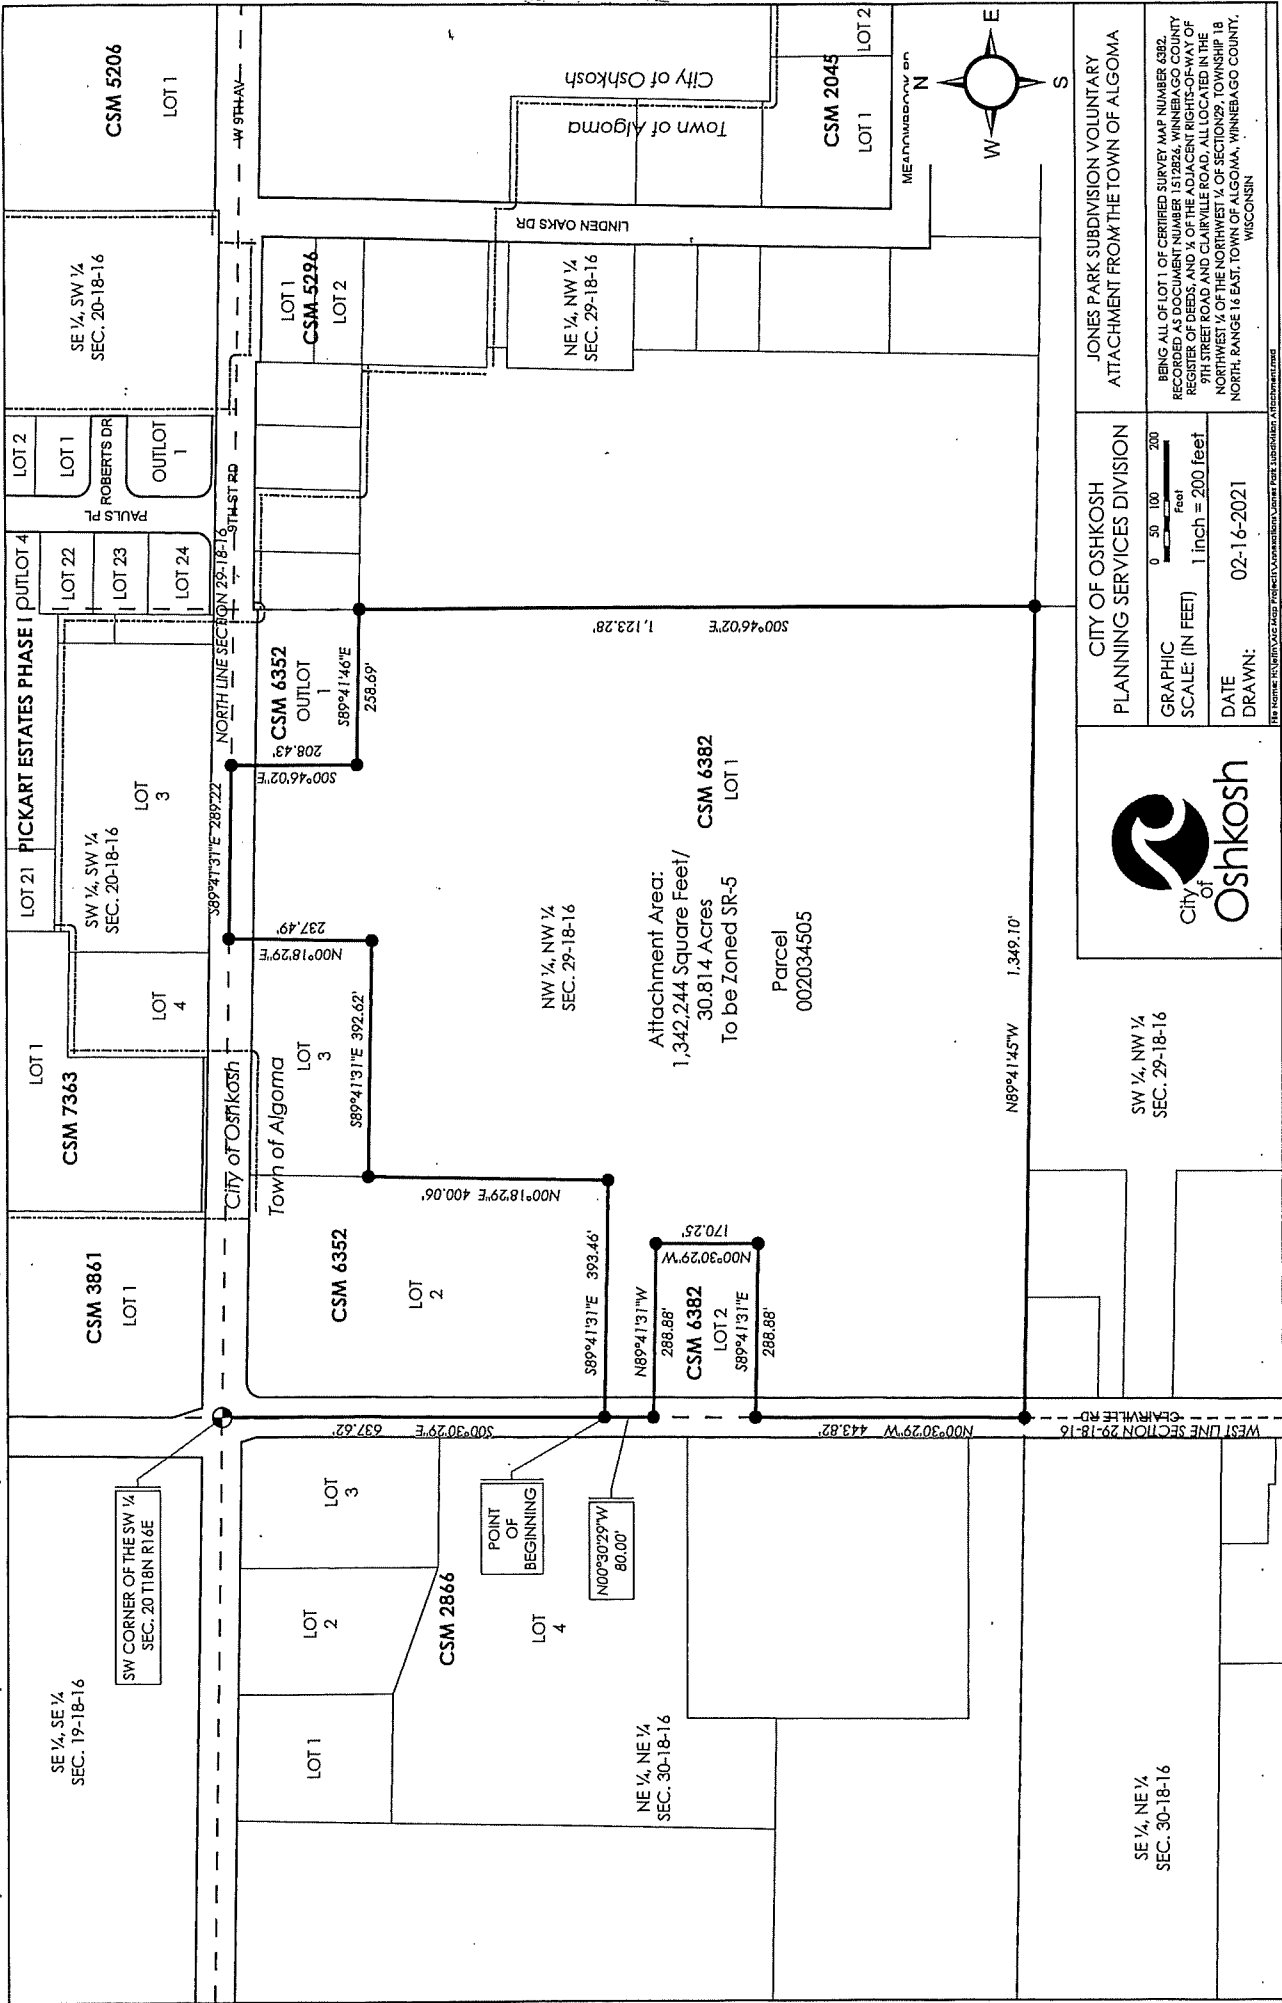 SE ¼, SE ¼
SEC. 19-18-16
SW CORNER OF THE SW ¼
SEC. 20 T18N R16E
CSM 3861
LOT 1
CSM 7363
LOT 1
LOT 4
LOT 21
PICKART ESTATES PHASE I
OUTLOT 4
SW ¼, SW ¼
SEC. 20-18-16
LOT
3
LOT 22
LOT 23
LOT 24
PAULS PL
ROBERTS DR
LOT 2
LOT 1
OUTLOT
1
SE ¼, SW ¼
SEC. 20-18-16
CSM 5206
LOT 1
City of Oshkosh
Town of Algoma
S89°41'31"E 289.22
NORTH LINE SECTION 29-18-16
9TH ST RD
W 9TH AV
LOT 1
LOT
2
LOT
3
CSM 2866
LOT
4
S00°30'29"E 637.62'
CSM 6352
LOT
2
LOT
3
N00°18'29"E
237.49'
S89°41'31"E 392.62'
N00°18'29"E 400.06'
S00°46'02"E
208.43'
CSM 6352
OUTLOT
1
S89°41'46"E
258.69'
LOT 1
CSM 5296
LOT 2
NE ¼, NW ¼
SEC. 29-18-16
LINDEN OAKS DR
Town of Algoma
City of Oshkosh
CSM 2045
LOT 1
LOT 2
POINT
OF
BEGINNING
N00°30'29"W
80.00'
S89°41'31"E 393.46'
N89°41'31"W
288.88'
CSM 6382
LOT 2
S89°41'31"E
288.88'
N00°30'29"W
170.25'
NW ¼, NW ¼
SEC. 29-18-16
Attachment Area:
1,342,244 Square Feet/
30.814 Acres
To be Zoned SR-5
Parcel
002034505
CSM 6382
LOT 1
S00°46'02"E 1,123.28'
N00°30'29"W 443.82'
N89°41'45"W 1,349.10'
NE ¼, NE ¼
SEC. 30-18-16
SE ¼, NE ¼
SEC. 30-18-16
WEST LINE SECTION 29-18-16
CLAIRVILLE RD
SW ¼, NW ¼
SEC. 29-18-16
N
W
E
S
City
of
Oshkosh
CITY OF OSHKOSH
PLANNING SERVICES DIVISION
GRAPHIC
SCALE: (IN FEET)
0 50 100 200
Feet
1 inch = 200 feet
DATE
DRAWN:
02-16-2021
JONES PARK SUBDIVISION VOLUNTARY
ATTACHMENT FROM THE TOWN OF ALGOMA
BEING ALL OF LOT 1 OF CERTIFIED SURVEY MAP NUMBER 6382,
RECORDED AS DOCUMENT NUMBER 1512826, WINNEBAGO COUNTY
REGISTER OF DEEDS, AND ½ OF THE ADJACENT RIGHTS-OF-WAY OF
9TH STREET ROAD AND CLAIRVILLE ROAD, ALL LOCATED IN THE
NORTHWEST ¼ OF THE NORTHWEST ¼ OF SECTION29, TOWNSHIP 18
NORTH, RANGE 16 EAST, TOWN OF ALGOMA, WINNEBAGO COUNTY,
WISCONSIN